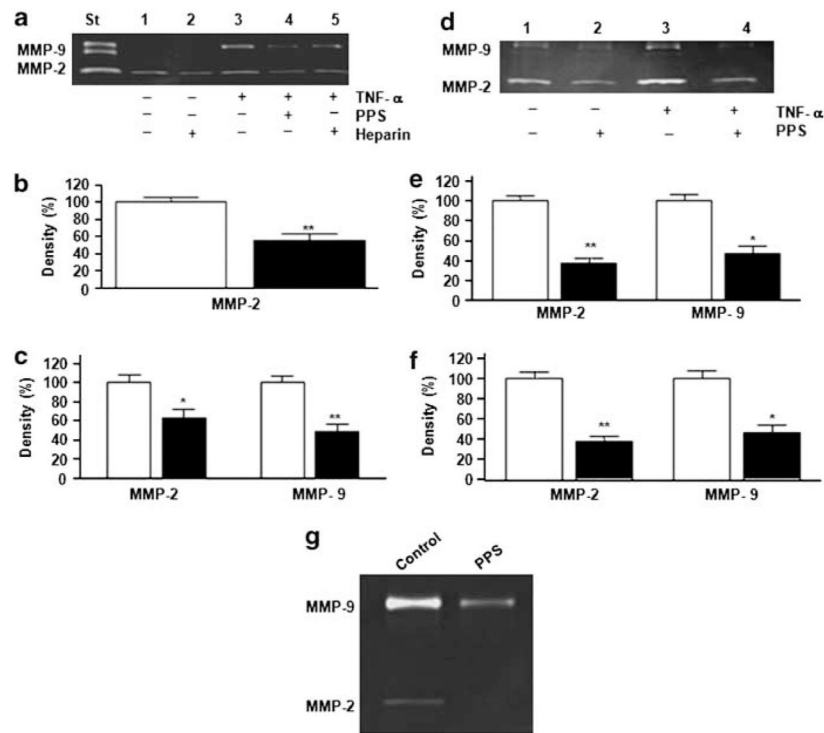 a
St 1 2 3 4 5
MMP-9
MMP-2
– – + + + TNF-α
– – – + – PPS
– + – – + Heparin
d
1 2 3 4
MMP-9
MMP-2
– – + + TNF-α
– + – + PPS
b
Density (%)
120
100
80
60
40
20
0
**
MMP-2
e
Density (%)
120
100
80
60
40
20
0
**
*
MMP-2 MMP-9
c
Density (%)
120
100
80
60
40
20
0
*
**
MMP-2 MMP-9
f
Density (%)
120
100
80
60
40
20
0
**
*
MMP-2 MMP-9
g
Control PPS
MMP-9
MMP-2